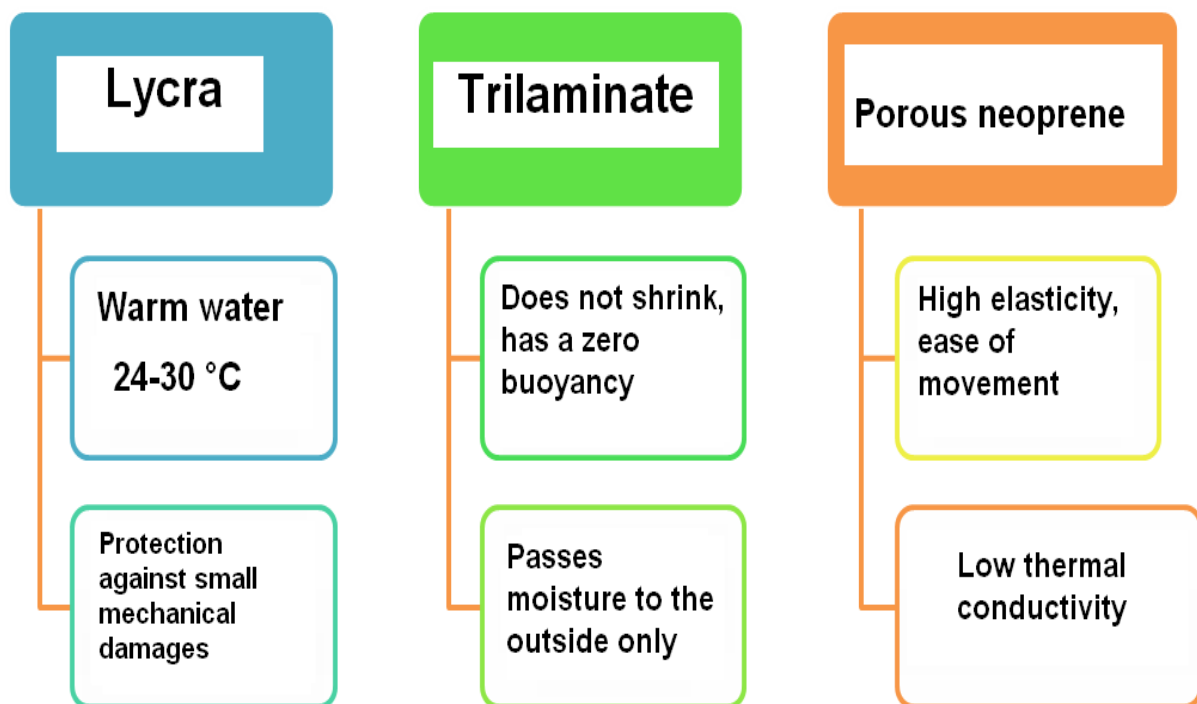 Lycra
Warm water
24-30 °C
Protection
against small
mechanical
damages
Trilaminate
Does not shrink,
has a zero
buoyancy
Passes
moisture to the
outside only
Porous neoprene
High elasticity,
ease of
movement
Low thermal
conductivity